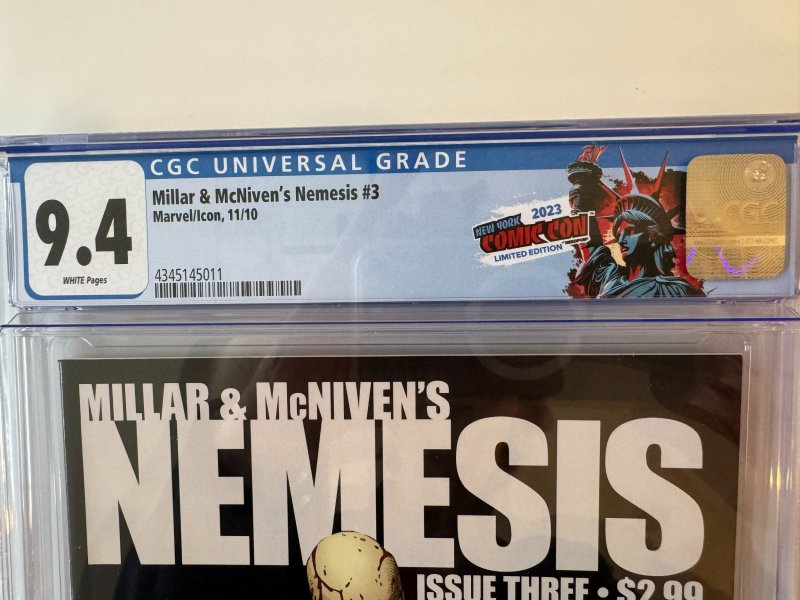 CGC UNIVERSAL GRADE
9.4
WHITE Pages
Millar & McNiven's Nemesis #3
Marvel/Icon, 11/10
4345145011
NEW YORK 2023
COMIC CON
LIMITED EDITION
CGC
MILLAR & McNIVEN'S
NEMESIS
ISSUE THREE • $2.99